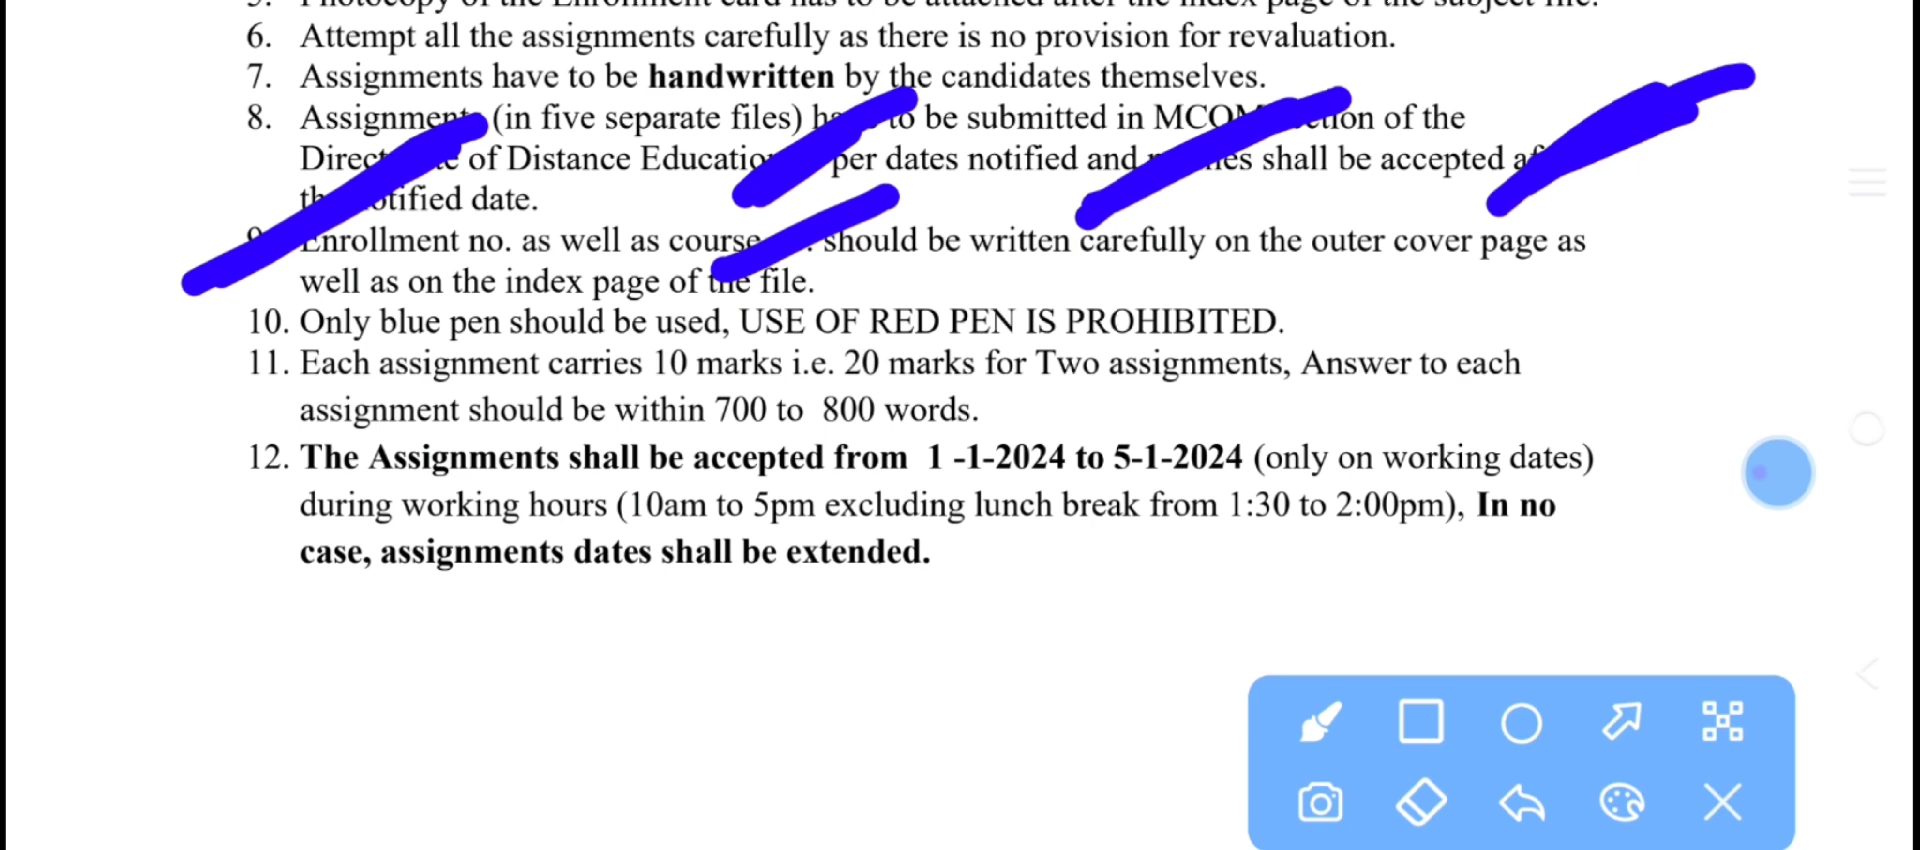 6. Attempt all the assignments carefully as there is no provision for revaluation.
7. Assignments have to be handwritten by the candidates themselves.
8. (in five separate files) to be submitted in of the
of Distance Education per dates notified and shall be accepted
notified date.
Enrollment no. as well as course should be written carefully on the outer cover page as
well as on the index page of the file.
10. Only blue pen should be used, USE OF RED PEN IS PROHIBITED.
11. Each assignment carries 10 marks i.e. 20 marks for Two assignments, Answer to each
assignment should be within 700 to 800 words.
12. The Assignments shall be accepted from 1 -1-2024 to 5-1-2024 (only on working dates)
during working hours (10am to 5pm excluding lunch break from 1:30 to 2:00pm), In no
case, assignments dates shall be extended.